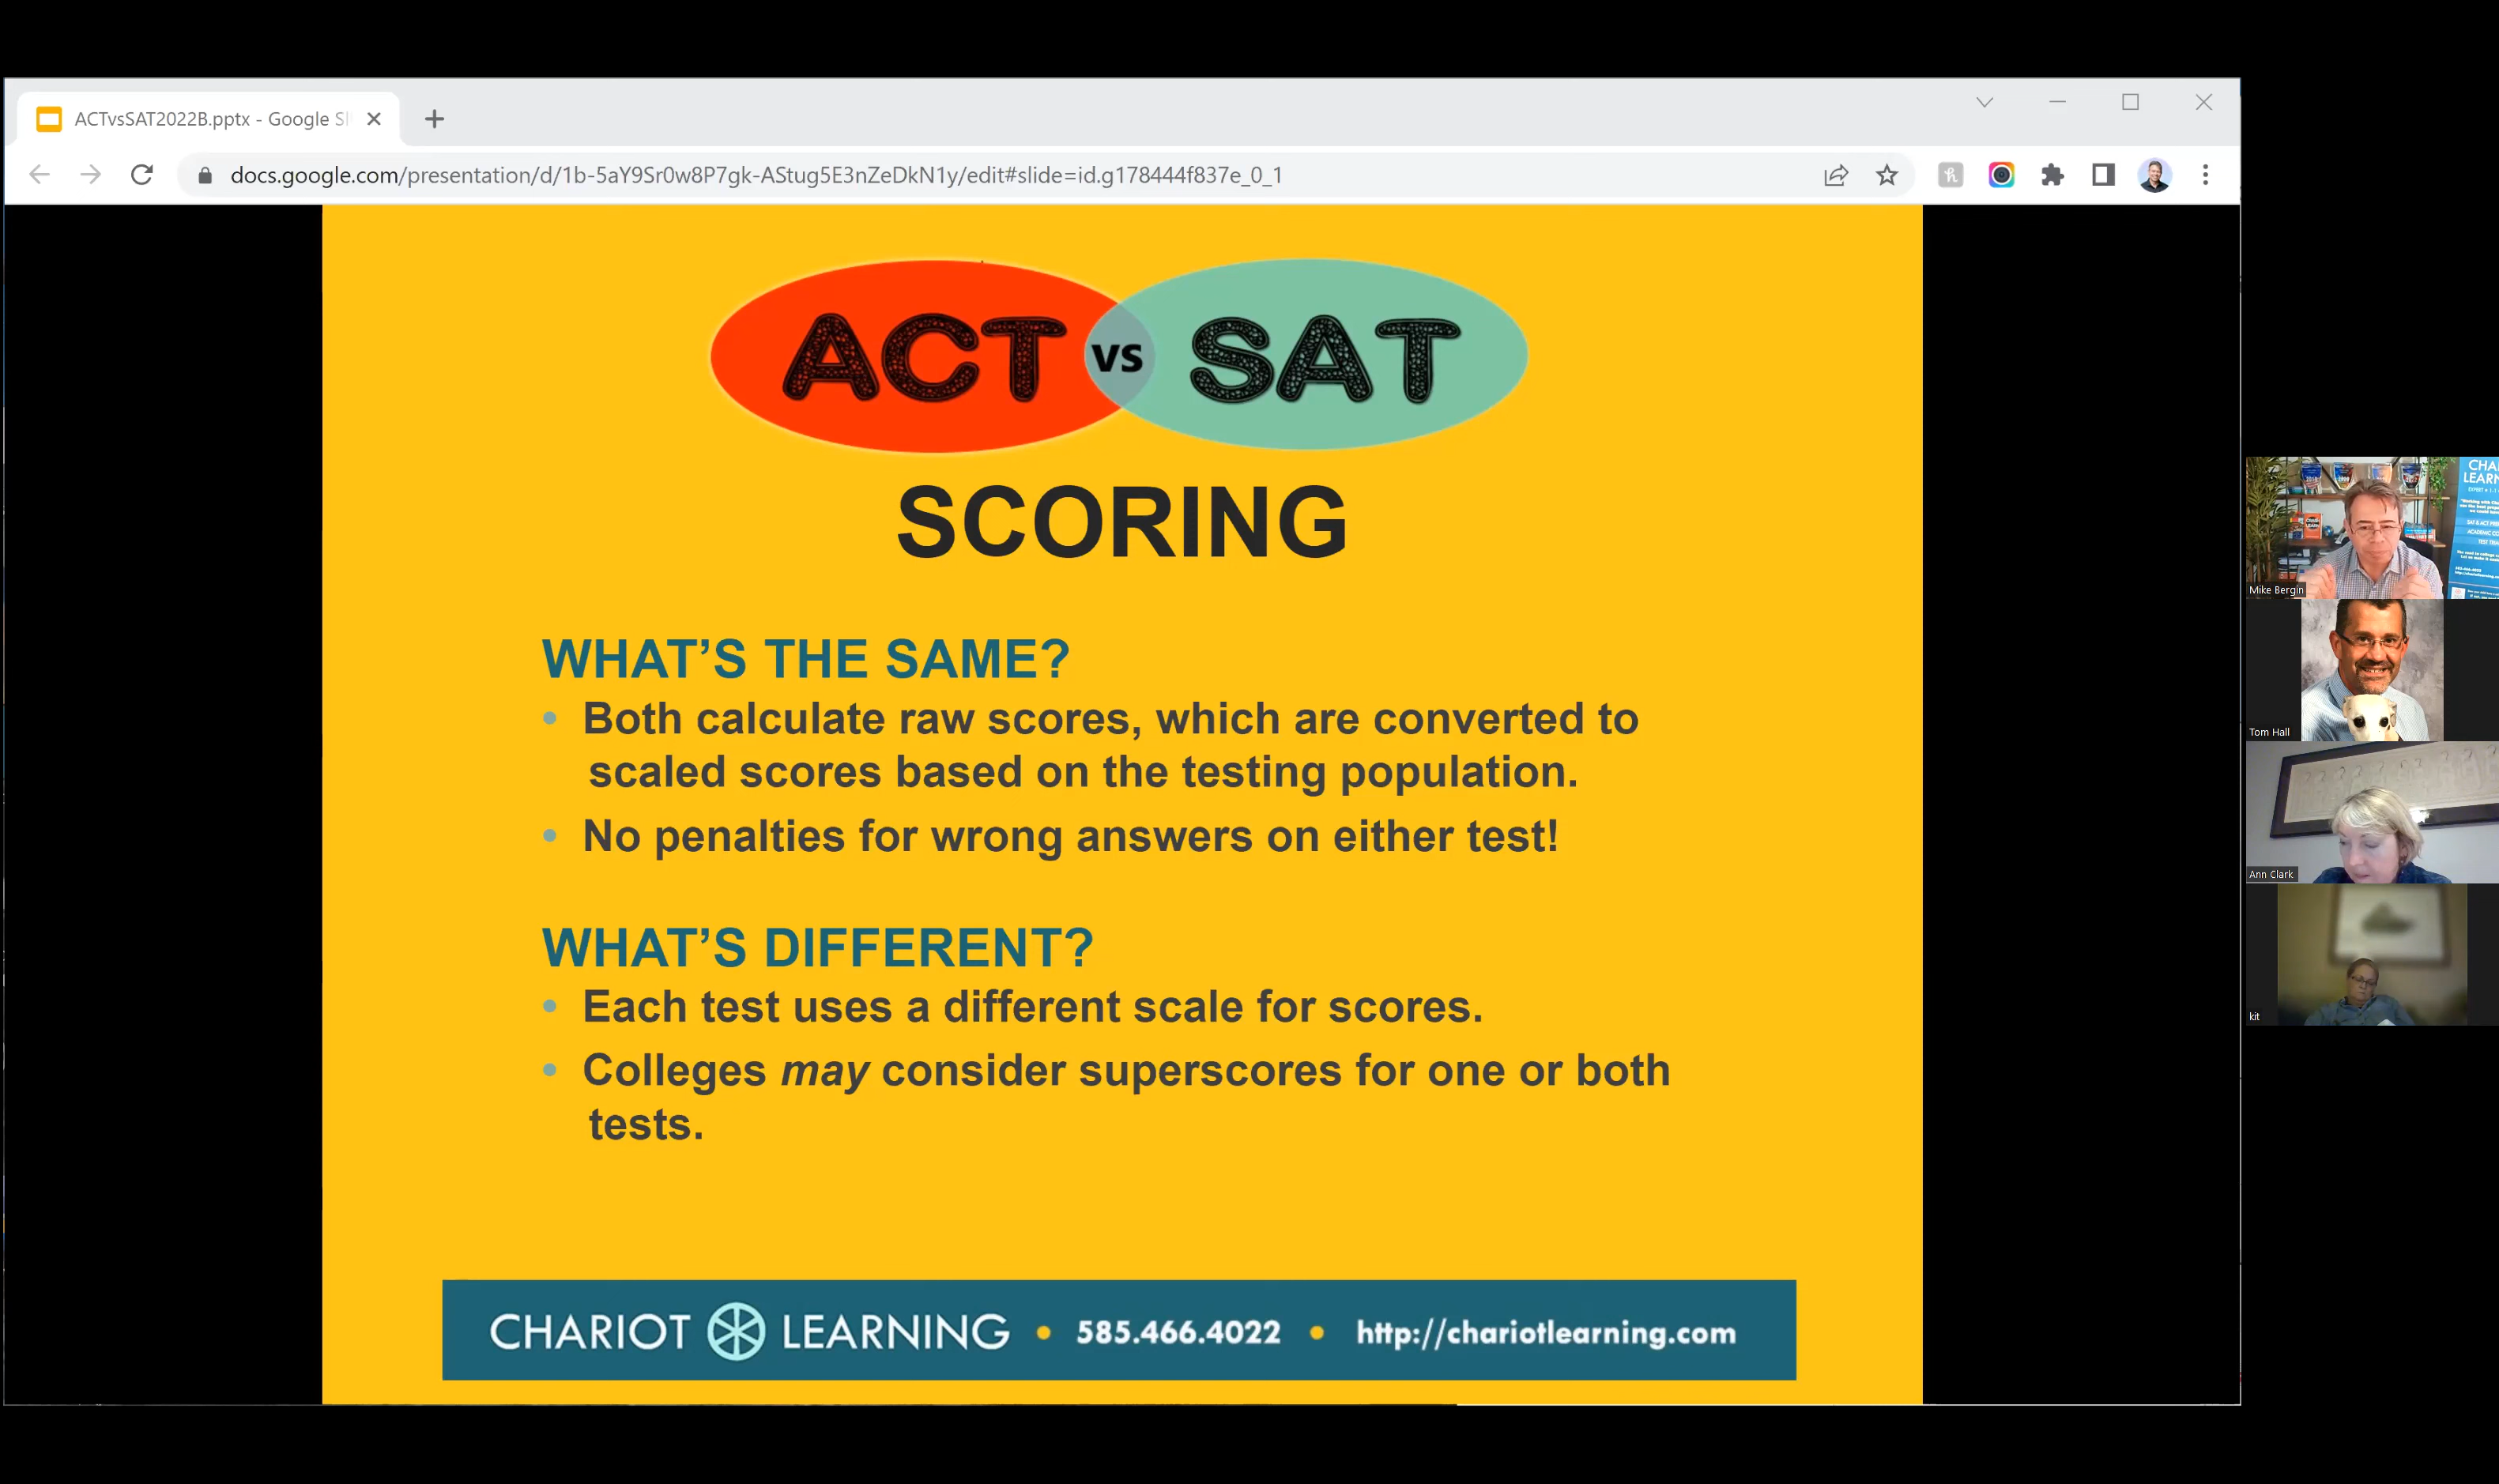 ACTvsSAT2022B.pptx - Google Sl
docs.google.com/presentation/d/1b-5aY9Sr0w8P7gk-AStug5E3nZeDkN1y/edit#slide=id.g178444f837e_0_1
ACT vs SAT
SCORING
WHAT’S THE SAME?
• Both calculate raw scores, which are converted to
scaled scores based on the testing population.
• No penalties for wrong answers on either test!
WHAT’S DIFFERENT?
• Each test uses a different scale for scores.
• Colleges may consider superscores for one or both
tests.
CHARIOT LEARNING • 585.466.4022 • http://chariotlearning.com
CHA
LEARN
Mike Bergin
Tom Hall
Ann Clark
kit